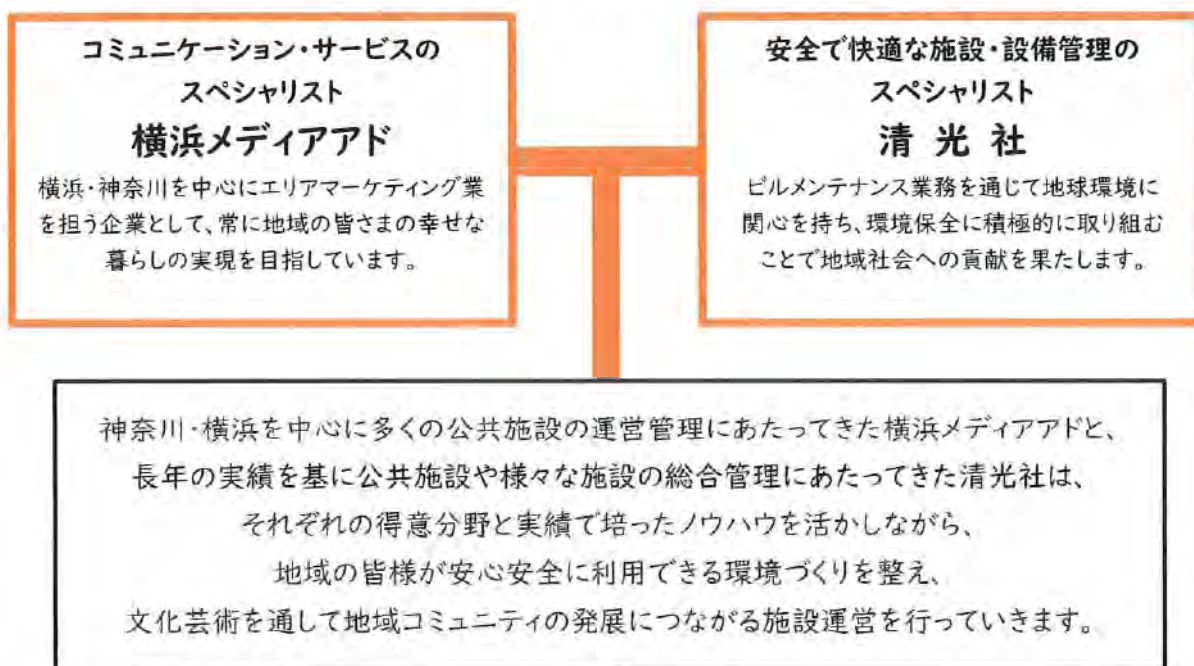 コミュニケーション・サービスの
スペシャリスト
横浜メディアアド
横浜・神奈川を中心にエリアマーケティング業
を担う企業として、常に地域の皆さまの幸せな
暮らしの実現を目指しています。
安全で快適な施設・設備管理の
スペシャリスト
清光社
ビルメンテナンス業務を通じて地球環境に
関心を持ち、環境保全に積極的に取り組む
ことで地域社会への貢献を果たします。
神奈川・横浜を中心に多くの公共施設の運営管理にあたってきた横浜メディアアドと、
長年の実績を基に公共施設や様々な施設の総合管理にあたってきた清光社は、
それぞれの得意分野と実績で培ったノウハウを活かしながら、
地域の皆様が安心安全に利用できる環境づくりを整え、
文化芸術を通して地域コミュニティの発展につながる施設運営を行っていきます。